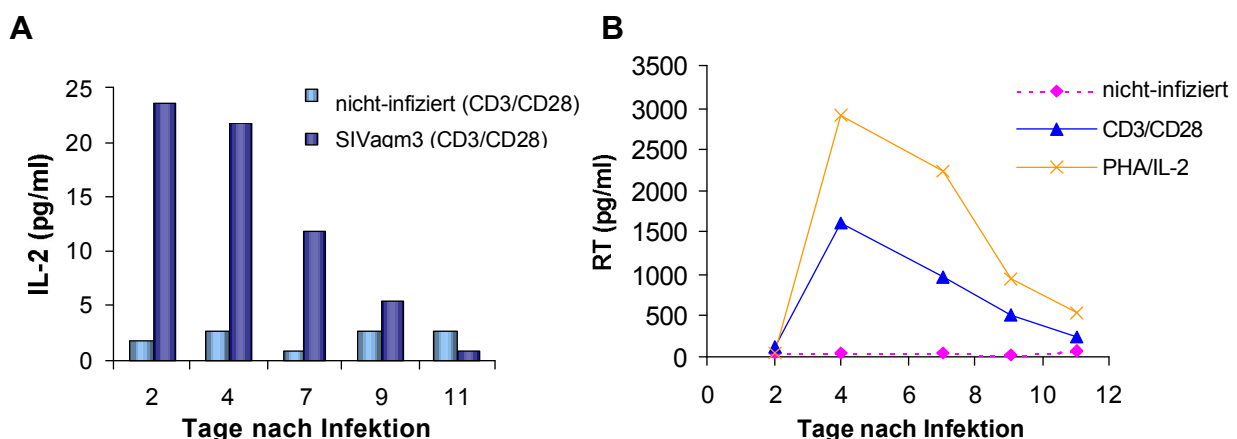 A
IL-2 (pg/ml)
25
20
15
10
5
0
2 4 7 9 11
Tage nach Infektion
nicht-infiziert (CD3/CD28)
SIVagm3 (CD3/CD28)
B
RT (pg/ml)
3500
3000
2500
2000
1500
1000
500
0
0 2 4 6 8 10 12
Tage nach Infektion
nicht-infiziert
CD3/CD28
PHA/IL-2